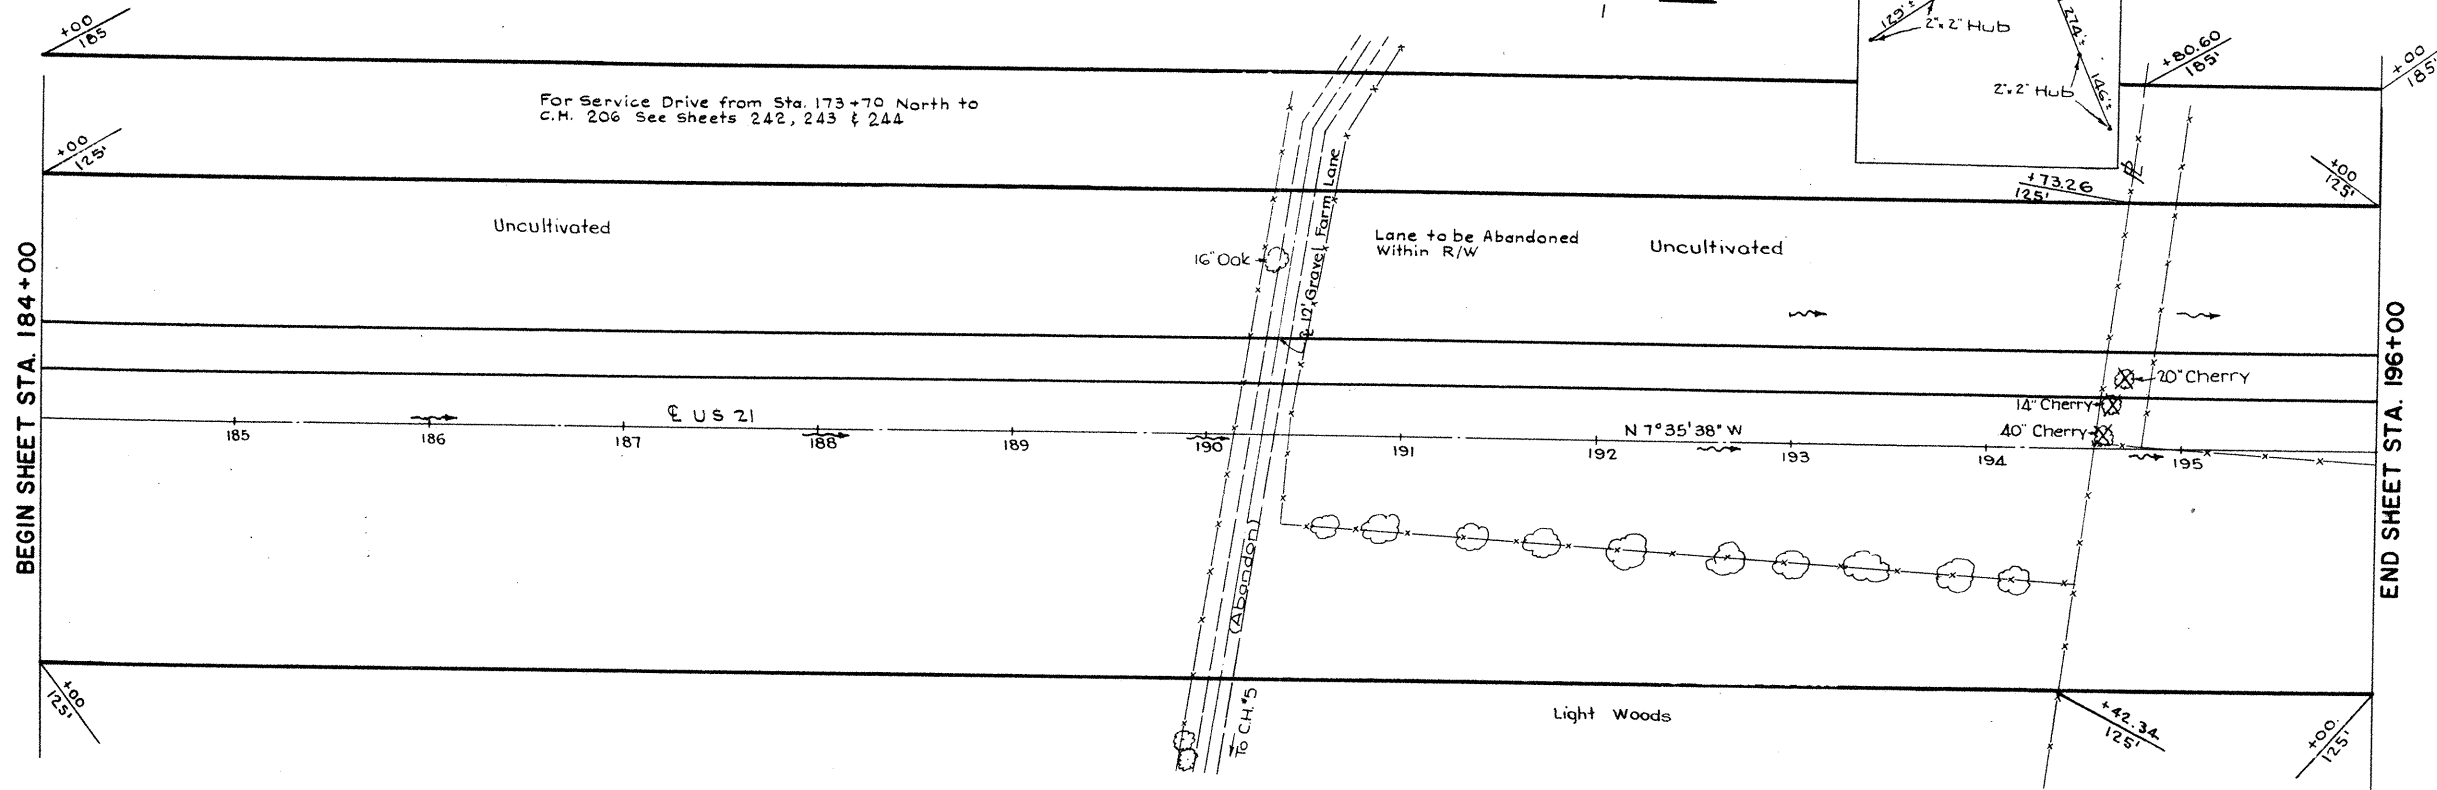 +00
185
129'±
2"x2" Hub
274'±
2"x2" Hub
146'±
+80.60
185'
+00
185'
For Service Drive from Sta. 173+70 North to
C.H. 206 See Sheets 242, 243 & 244
+00
125'
+73.26
125'
P
+00
125'
Uncultivated
16" Oak
℄ 12' Gravel Farm Lane
Lane to be Abandoned
Within R/W
Uncultivated
BEGIN SHEET STA. 184+00
END SHEET STA. 196+00
20" Cherry
14" Cherry
40" Cherry
℄ US 21
N 7°35'38" W
185
186
187
188
189
190
191
192
193
194
195
(Abandon)
To C.H. #5
Light Woods
+00
125'
+42.34
125'
+00
125'